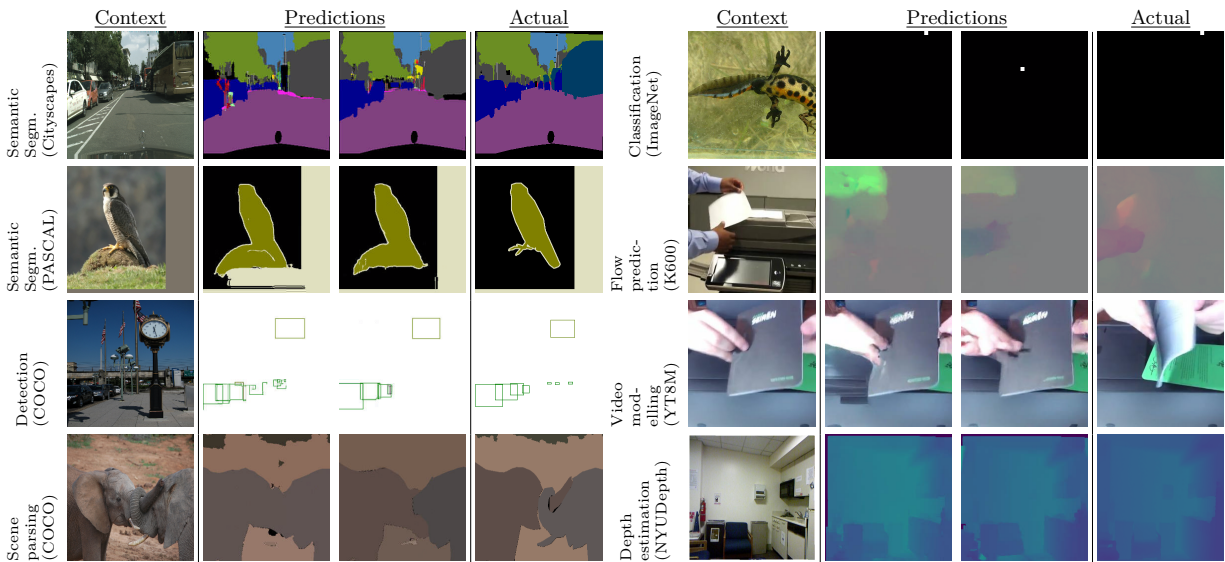 Context Predictions Actual
Semantic
Segm.
(Cityscapes)
Semantic
Segm.
(PASCAL)
Detection
(COCO)
Scene
parsing
(COCO)
Context Predictions Actual
Classification
(ImageNet)
Flow
predic-
tion
(K600)
Video
mod-
elling
(YT8M)
Depth
estimation
(NYUDepth)